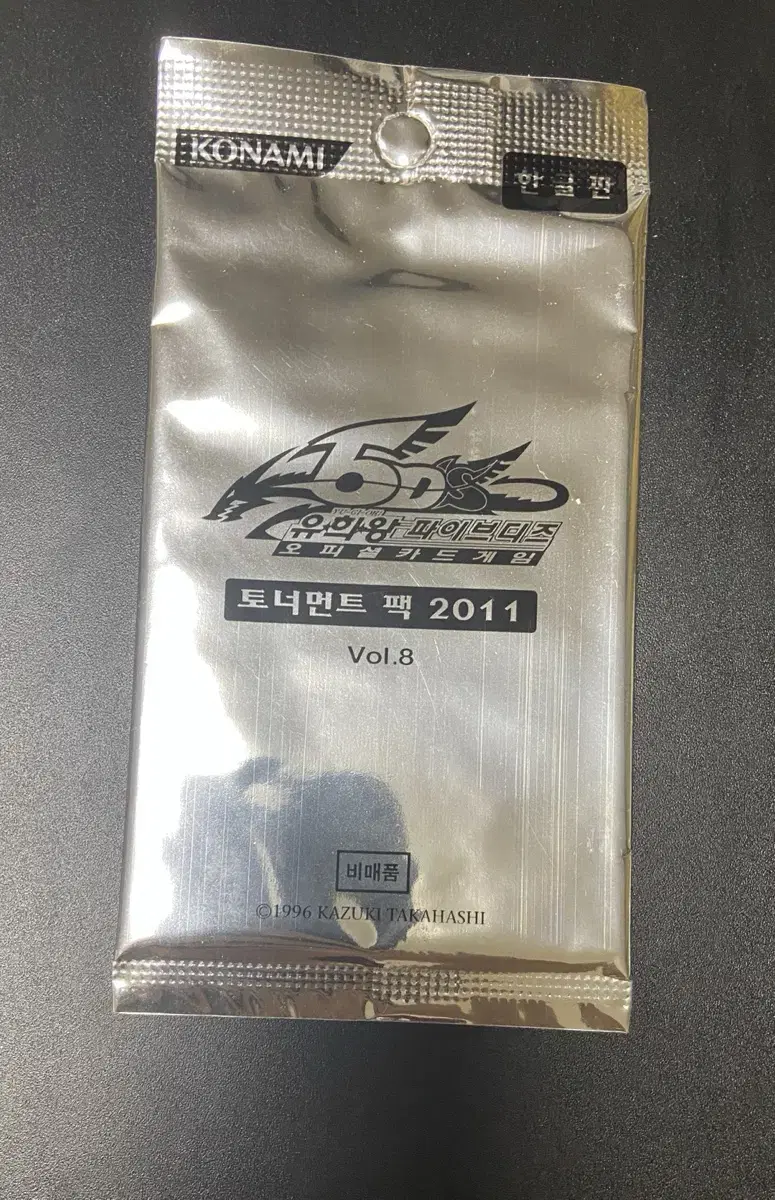 KONAMI
한글판
5D's
YU-GI-OH!
유희왕 파이브디즈
오피셜카드게임
토너먼트 팩 2011
Vol.8
비매품
©1996 KAZUKI TAKAHASHI